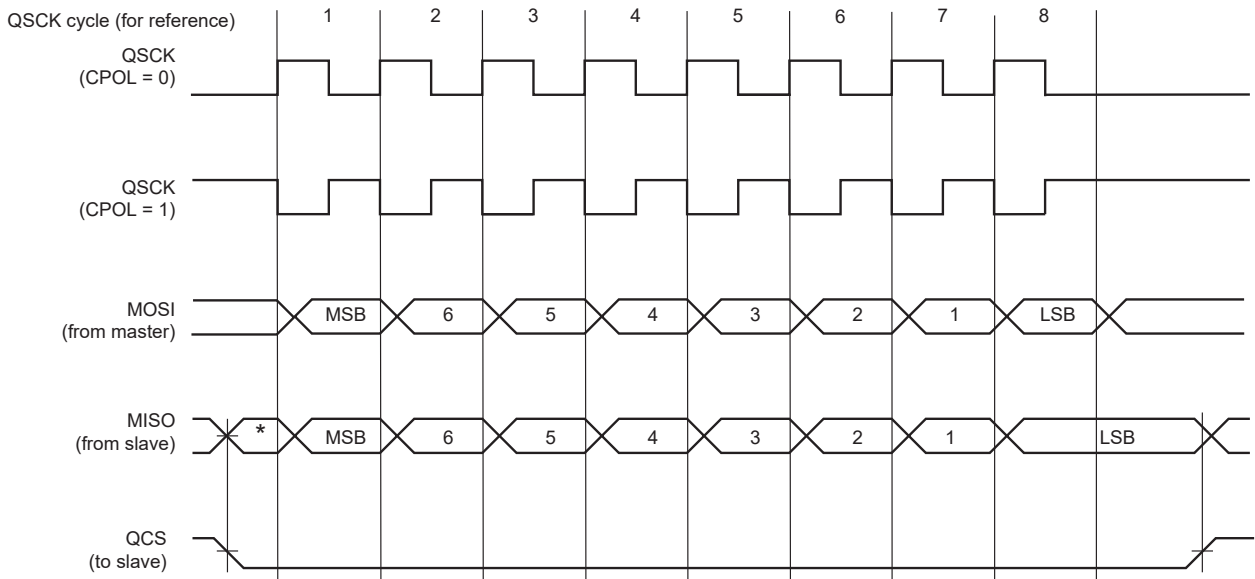 QSCK cycle (for reference) 1 2 3 4 5 6 7 8
QSCK
(CPOL = 0)
QSCK
(CPOL = 1)
MOSI
(from master)
MSB 6 5 4 3 2 1 LSB
MISO
(from slave)
* MSB 6 5 4 3 2 1 LSB
QCS
(to slave)